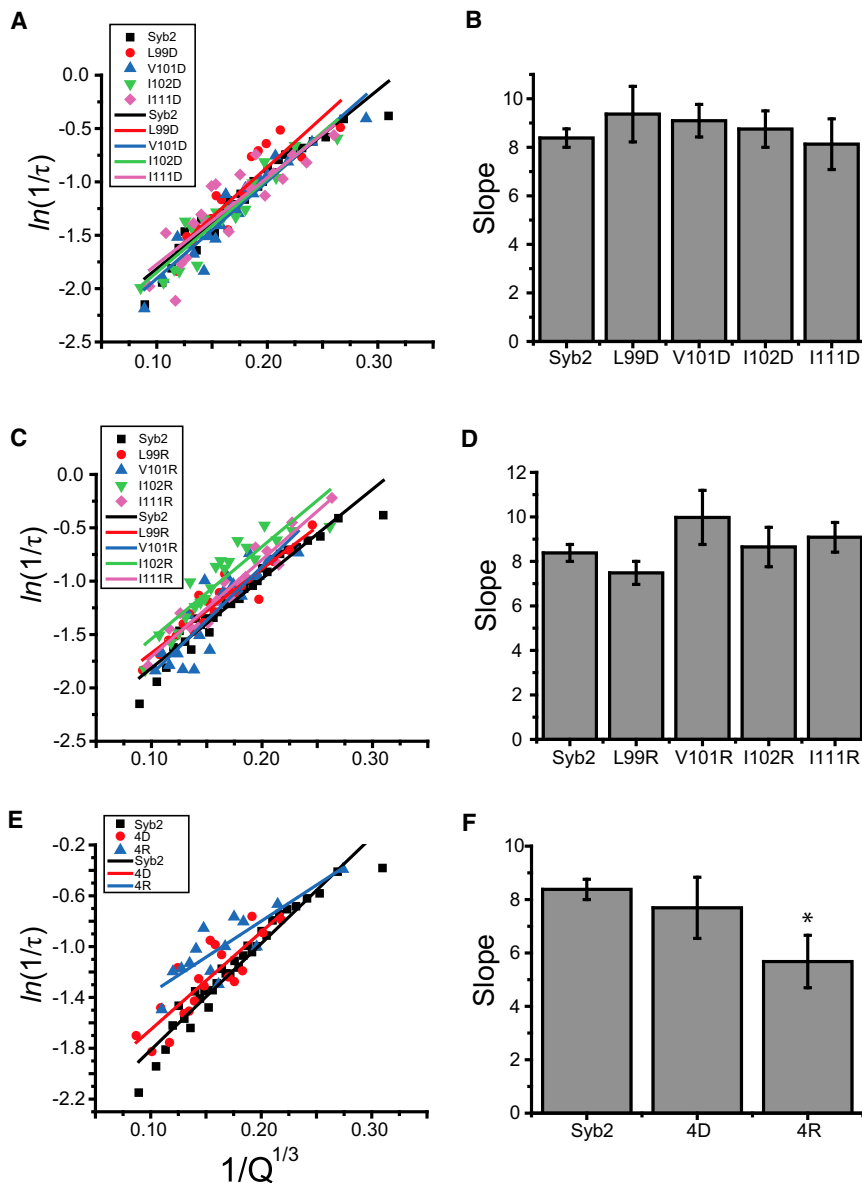 A
Syb2
L99D
V101D
I102D
I111D
Syb2
L99D
V101D
I102D
I111D
0.0
-0.5
-1.0
-1.5
-2.0
-2.5
ln(1/τ)
0.10 0.20 0.30
B
8
6
4
2
0
Slope
Syb2 L99D V101D I102D I111D
C
Syb2
L99R
V101R
I102R
I111R
Syb2
L99R
V101R
I102R
I111R
0.0
-0.5
-1.0
-1.5
-2.0
-2.5
ln(1/τ)
0.10 0.20 0.30
D
12
10
8
6
4
2
0
Slope
Syb2 L99R V101R I102R I111R
E
Syb2
4D
4R
Syb2
4D
4R
-0.2
-0.6
-1.0
-1.4
-1.8
-2.2
ln(1/τ)
0.10 0.20 0.30
1/Q^1/3
F
10
8
6
4
2
0
Slope
*
Syb2 4D 4R